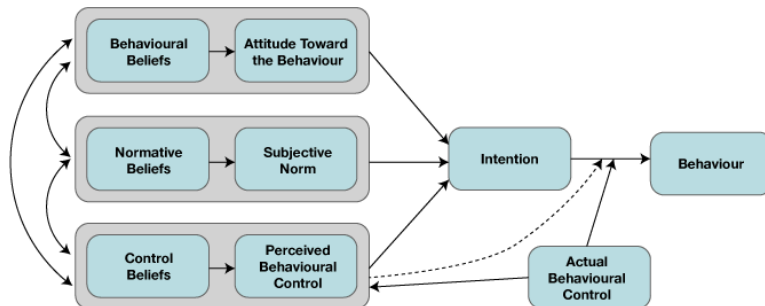 Behavioural
Beliefs
Attitude Toward
the Behaviour
Normative
Beliefs
Subjective
Norm
Intention
Behaviour
Control
Beliefs
Perceived
Behavioural
Control
Actual
Behavioural
Control